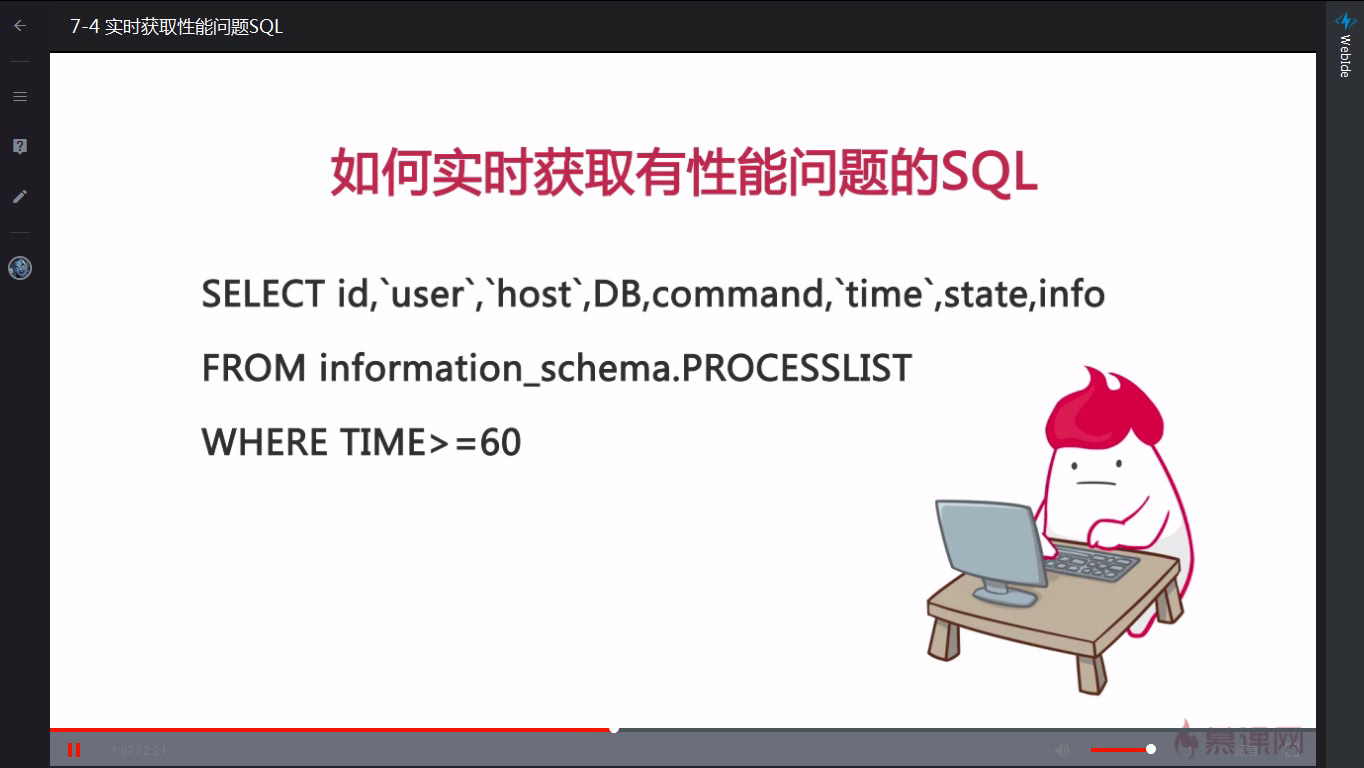 7-4 实时获取性能问题SQL
WebIde
如何实时获取有性能问题的SQL
SELECT id,`user`,`host`,DB,command,`time`,state,info
FROM information_schema.PROCESSLIST
WHERE TIME>=60
1:03 / 2:21
慕课网